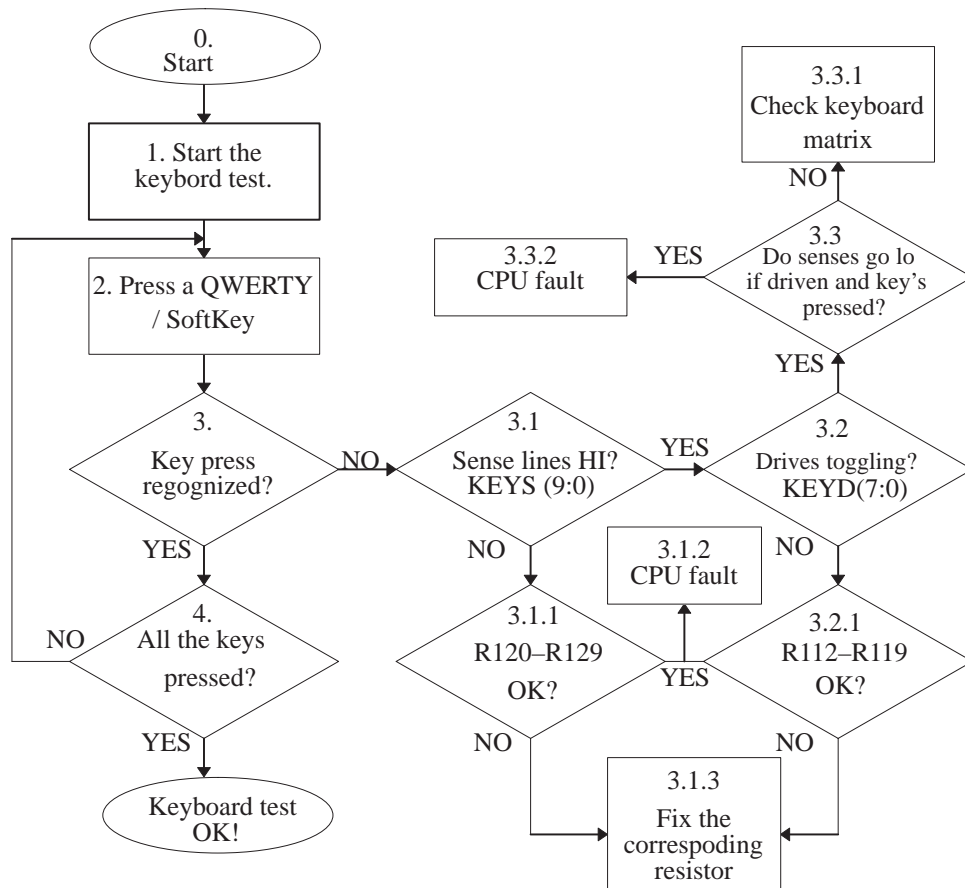 0.
Start
1. Start the
keybord test.
2. Press a QWERTY
/ SoftKey
3.
Key press
regognized?
NO
YES
4.
All the keys
pressed?
NO
YES
Keyboard test
OK!
3.1
Sense lines HI?
KEYS (9:0)
YES
NO
3.1.1
R120–R129
OK?
YES
NO
3.1.2
CPU fault
3.2
Drives toggling?
KEYD(7:0)
YES
NO
3.2.1
R112–R119
OK?
NO
3.1.3
Fix the
correspoding
resistor
3.3
Do senses go lo
if driven and key's
pressed?
YES
NO
3.3.2
CPU fault
3.3.1
Check keyboard
matrix